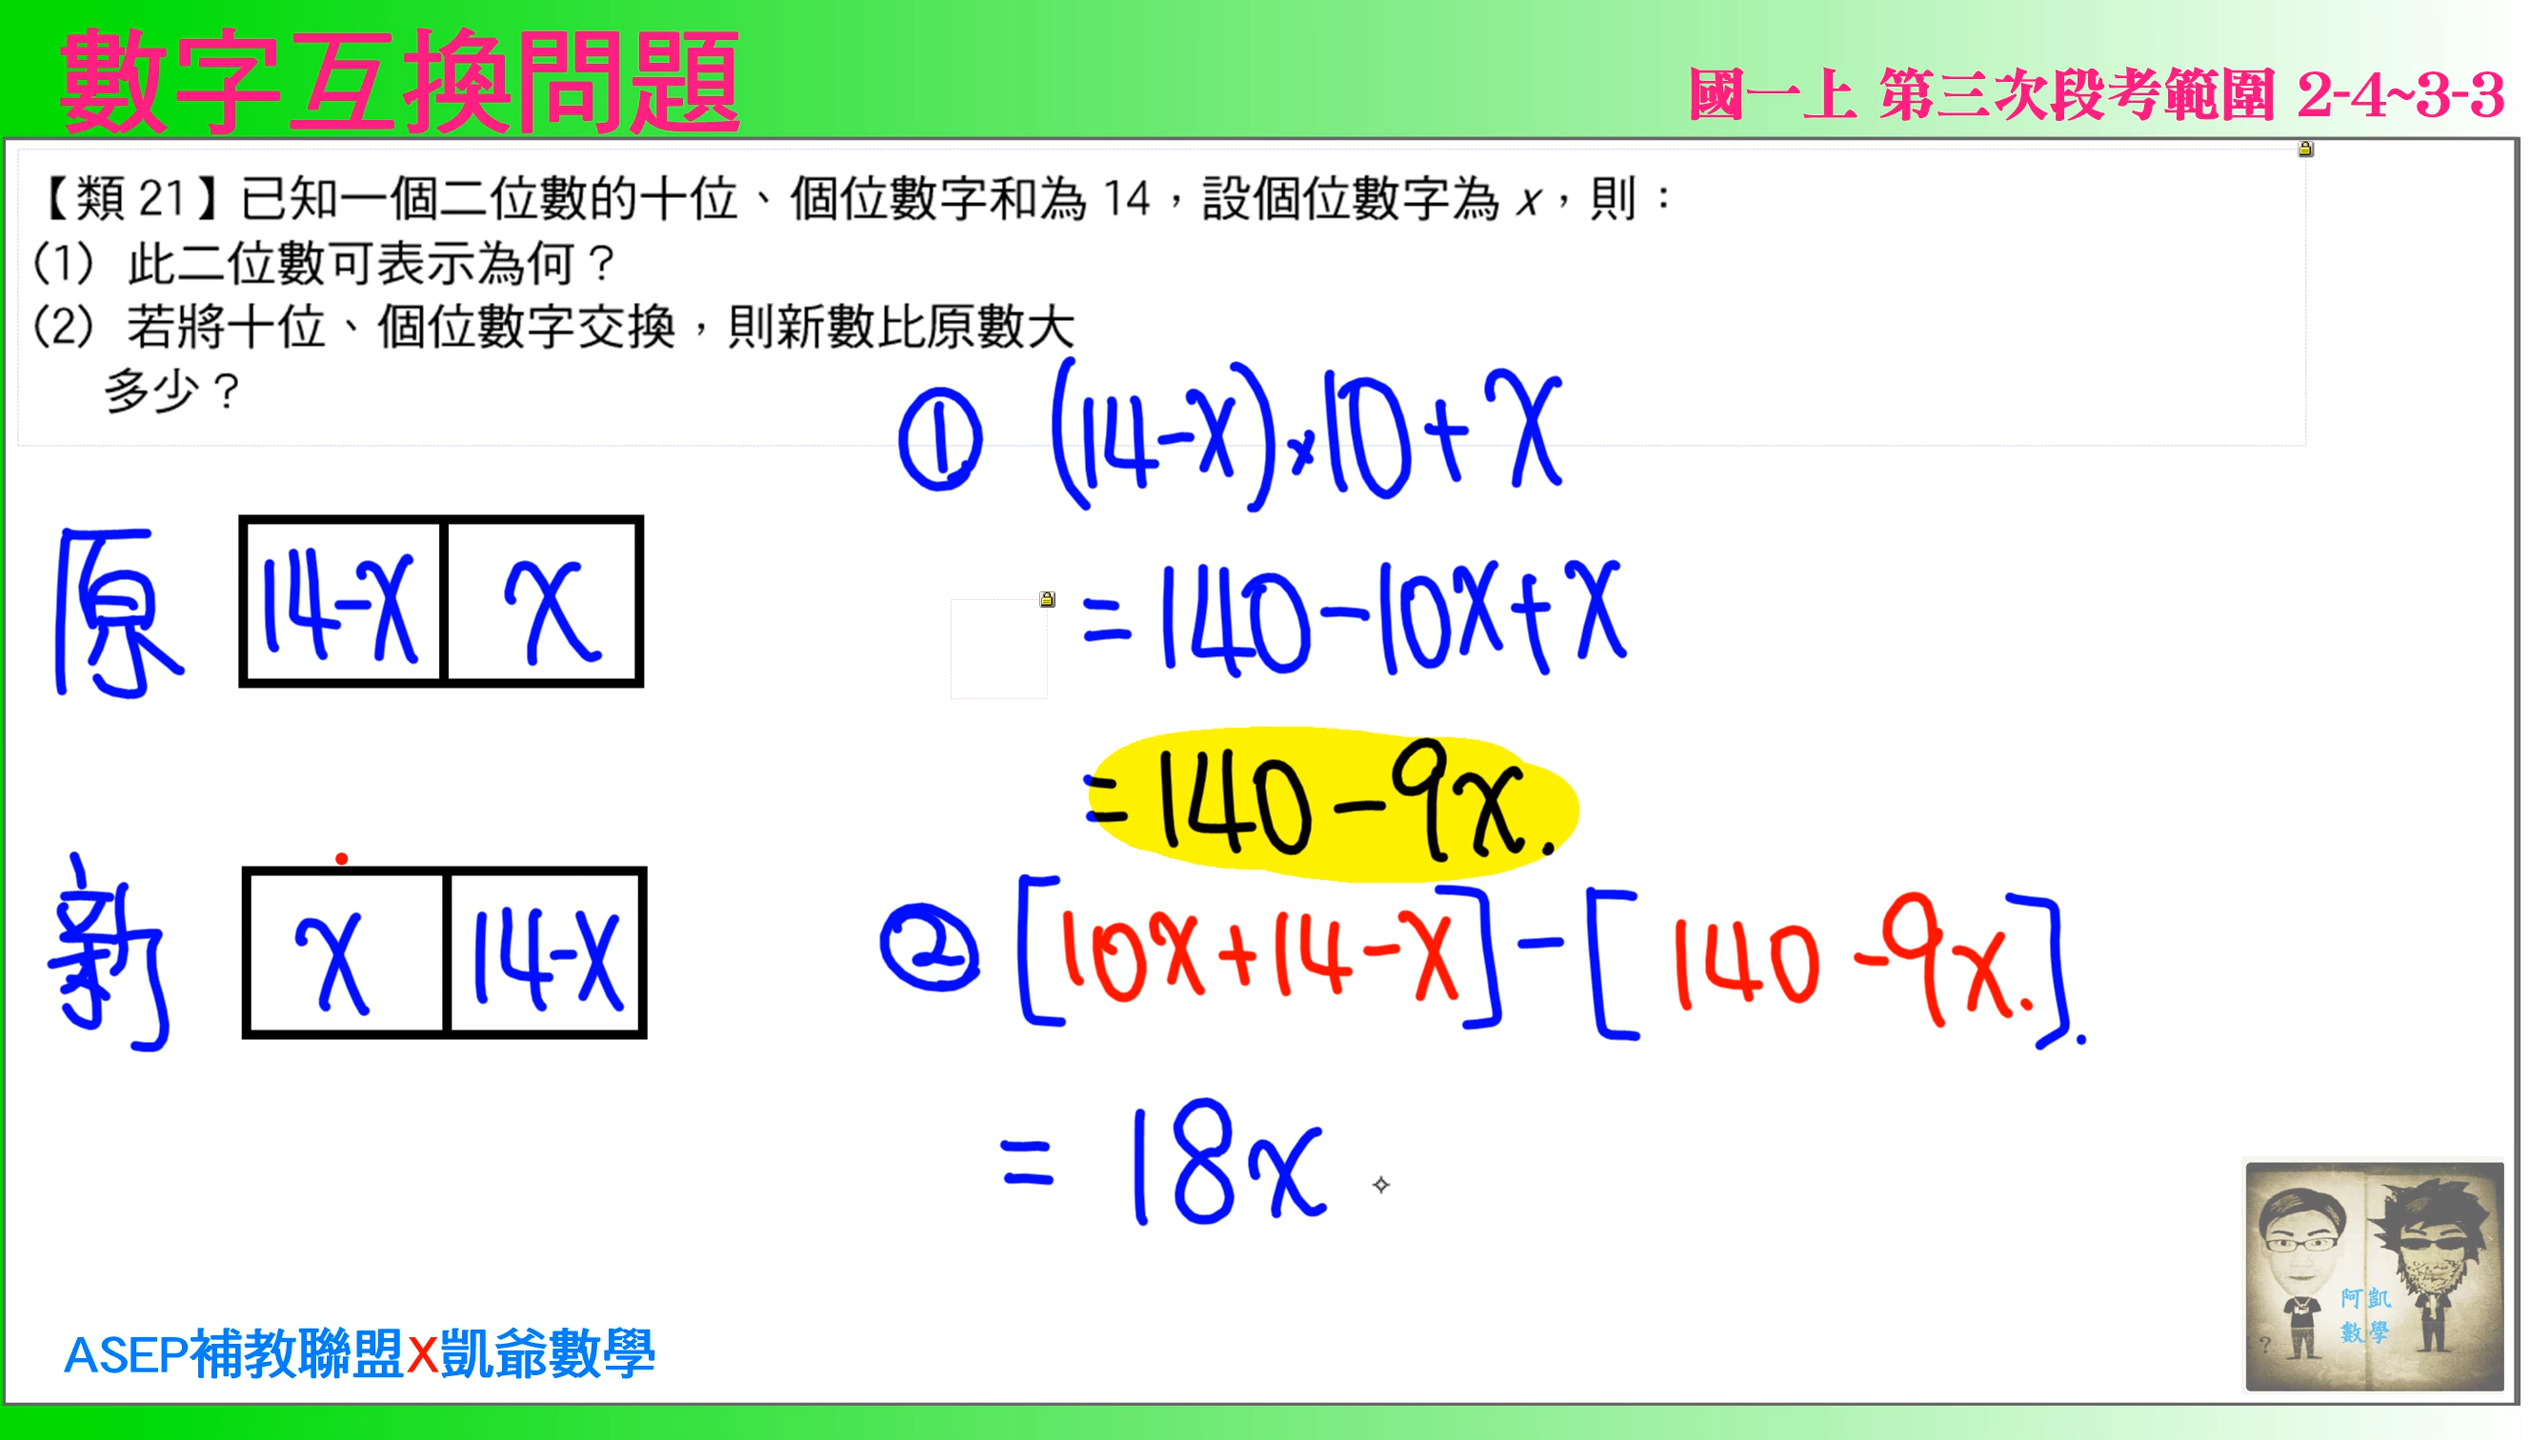 數字互換問題
國一上 第三次段考範圍 2-4~3-3
【類 21】已知一個二位數的十位、個位數字和為 14，設個位數字為 x，則：
(1) 此二位數可表示為何？
(2) 若將十位、個位數字交換，則新數比原數大
多少？
① (14-x)×10+x
原 14-x x
=140-10x+x
=140-9x.
新 x 14-x
② [10x+14-x]-[140-9x.].
= 18x
阿凱
數學
?
ASEP補教聯盟X凱爺數學